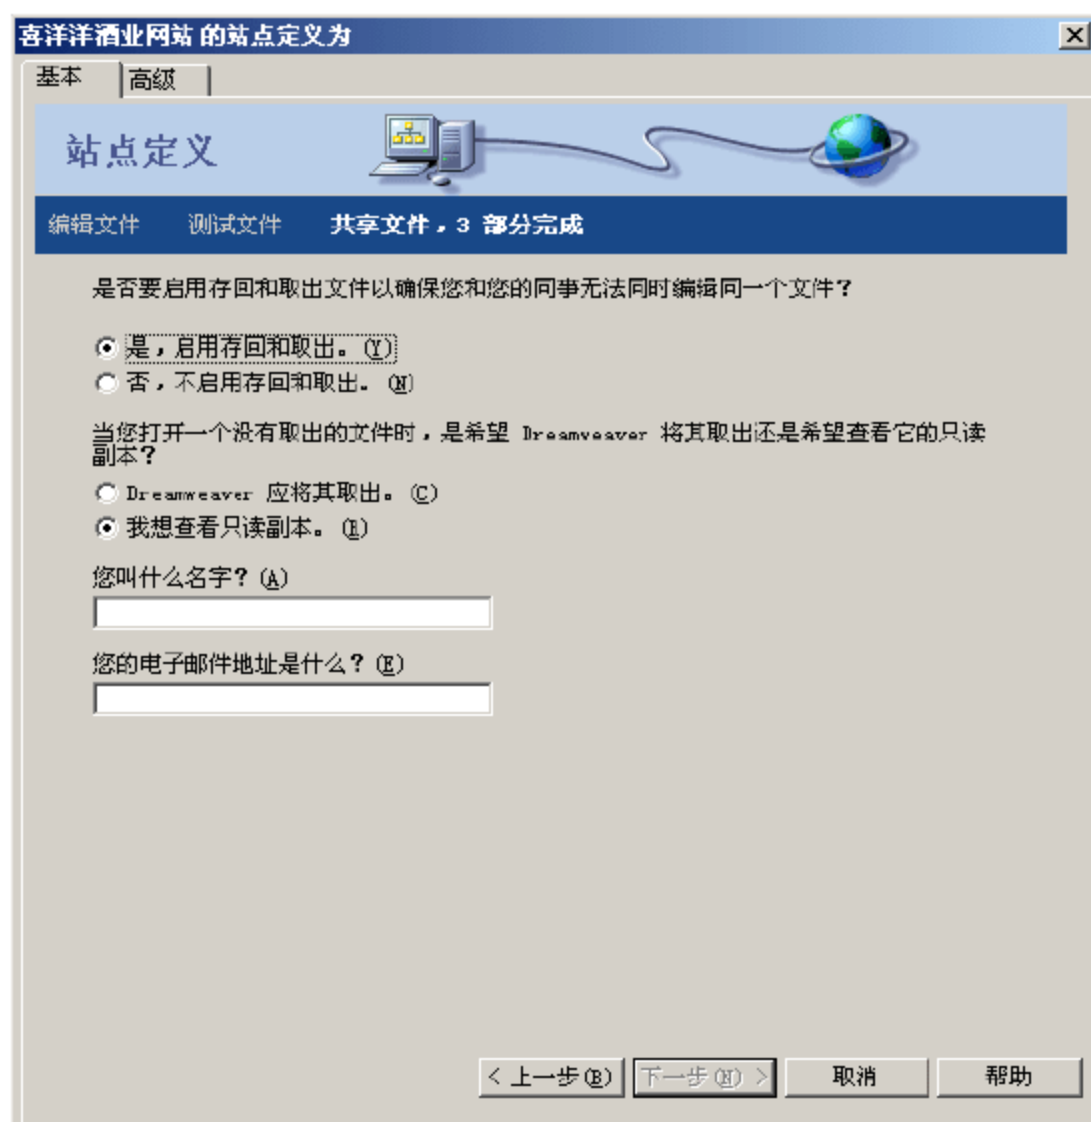 喜洋洋酒业网站 的站点定义为
基本 高级
站点定义
编辑文件 测试文件 共享文件，3 部分完成
是否要启用存回和取出文件以确保您和您的同事无法同时编辑同一个文件？
是，启用存回和取出。(Y)
否，不启用存回和取出。(N)
当您打开一个没有取出的文件时，是希望 Dreamweaver 将其取出还是希望查看它的只读
副本？
Dreamweaver 应将其取出。(C)
我想查看只读副本。(R)
您叫什么名字？(A)
您的电子邮件地址是什么？(E)
< 上一步(B) 下一步(N) > 取消 帮助